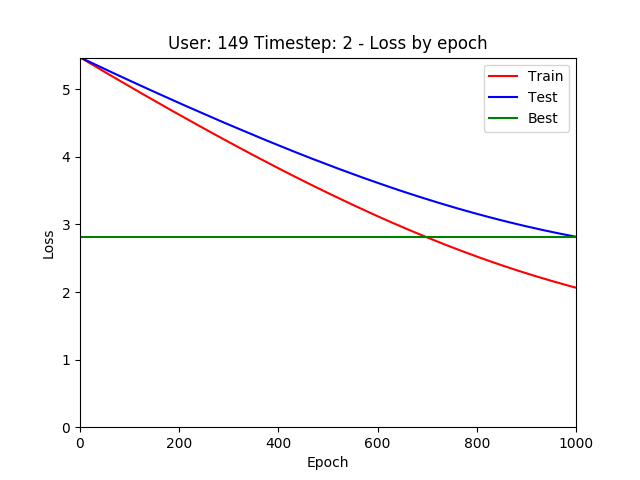 User: 149 Timestep: 2 - Loss by epoch
Train
Test
Best
5
4
3
2
1
0
Loss
0 200 400 600 800 1000
Epoch